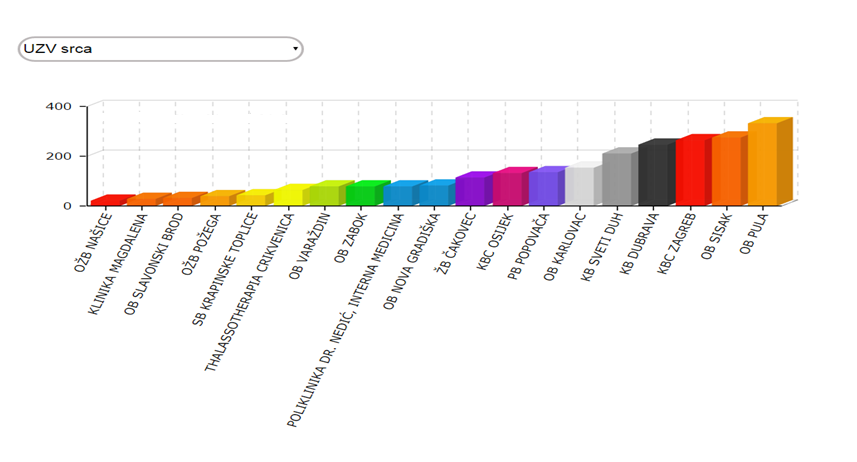 UZV srca
400
200
0
OŽB NAŠICE
KLINIKA MAGDALENA
OB SLAVONSKI BROD
OŽB POŽEGA
SB KRAPINSKE TOPLICE
THALASSOTHERAPIA CRIKVENICA
OB VARAŽDIN
OB ZABOK
POLIKLINIKA DR. NEDIĆ, INTERNA MEDICINA
OB NOVA GRADIŠKA
ŽB ČAKOVEC
KBC OSIJEK
PB POPOVAČA
OB KARLOVAC
KB SVETI DUH
KB DUBRAVA
KBC ZAGREB
OB SISAK
OB PULA